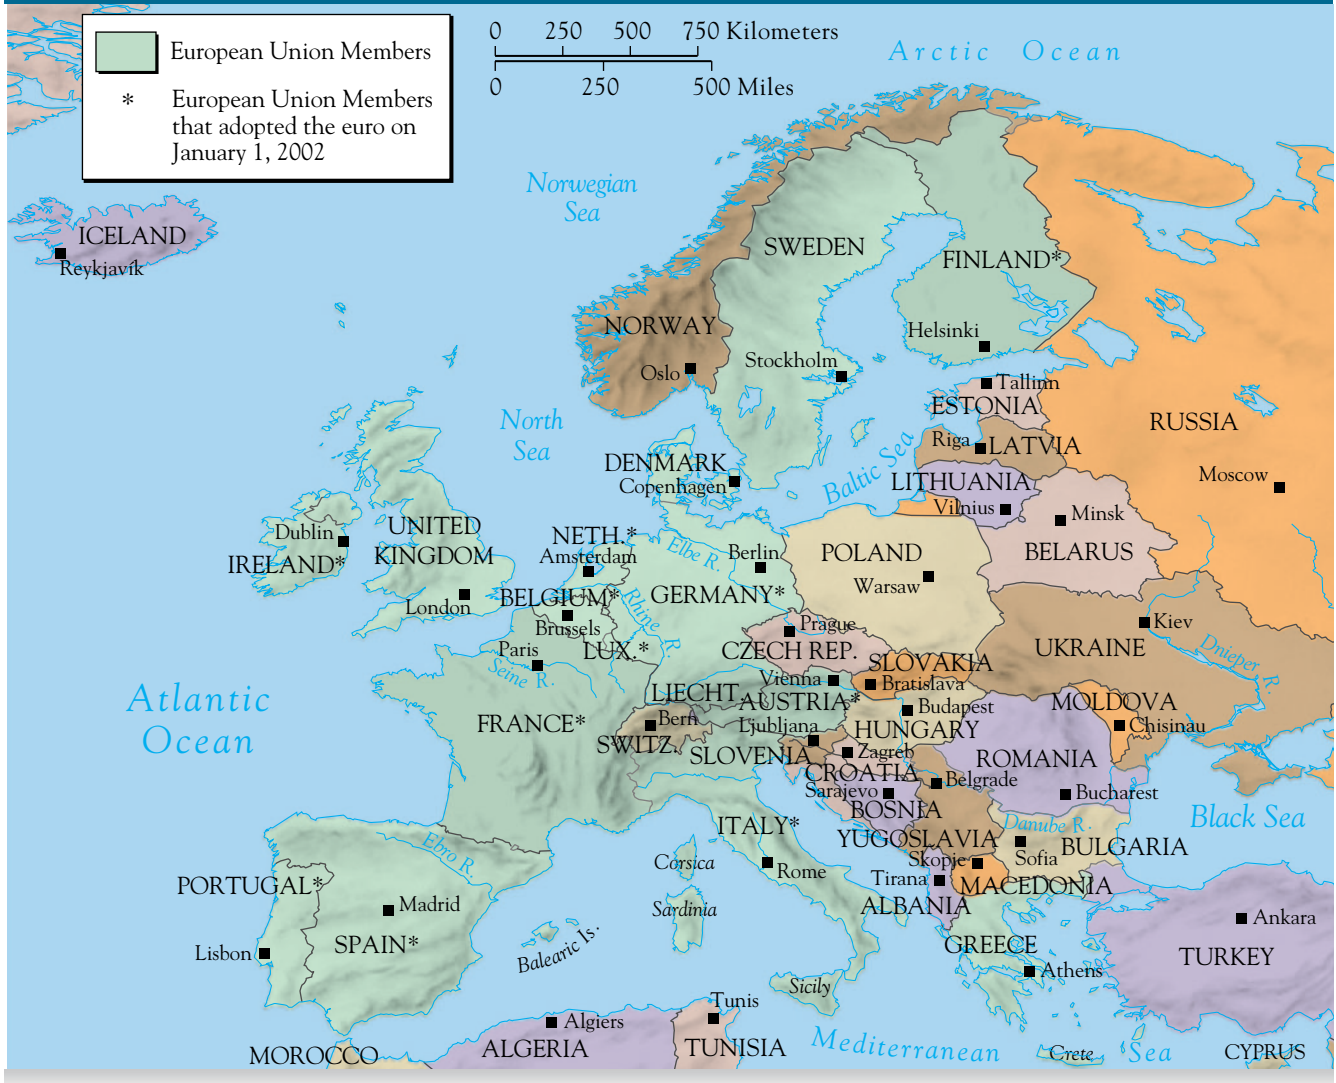 European Union Members
* European Union Members
that adopted the euro on
January 1, 2002
0 250 500 750 Kilometers
0 250 500 Miles
Arctic Ocean
Norwegian
Sea
ICELAND
Reykjavík
SWEDEN
FINLAND*
NORWAY
Helsinki
Oslo
Stockholm
Tallinn
ESTONIA
North
Sea
RUSSIA
Riga
LATVIA
Baltic Sea
DENMARK
Copenhagen
LITHUANIA
Moscow
Vilnius
Minsk
Dublin
UNITED
KINGDOM
IRELAND*
NETH.*
Amsterdam
Elbe R.
Berlin
POLAND
Warsaw
BELARUS
London
BELGIUM*
Brussels
Rhine R.
GERMANY*
Prague
CZECH REP.
Kiev
UKRAINE
Dnieper R.
Paris
LUX.*
Seine R.
SLOVAKIA
Vienna
Bratislava
Atlantic
Ocean
LIECHT.
AUSTRIA*
Budapest
MOLDOVA
Chisinau
FRANCE*
Bern
SWITZ.
Ljubljana
HUNGARY
SLOVENIA
Zagreb
ROMANIA
CROATIA
Belgrade
Sarajevo
Bucharest
BOSNIA
Black Sea
ITALY*
YUGOSLAVIA
Danube R.
BULGARIA
Ebro R.
Corsica
Rome
Skopje
Sofia
PORTUGAL*
Tirana
MACEDONIA
Madrid
Sardinia
ALBANIA
Ankara
Lisbon
SPAIN*
Balearic Is.
GREECE
TURKEY
Athens
Sicily
Tunis
Algiers
MOROCCO
ALGERIA
TUNISIA
Mediterranean Sea
Crete
CYPRUS